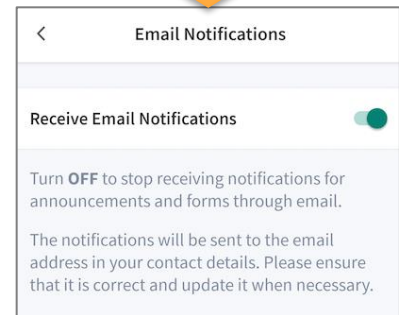 Email Notifications
Receive Email Notifications
Turn OFF to stop receiving notifications for
announcements and forms through email.
The notifications will be sent to the email
address in your contact details. Please ensure
that it is correct and update it when necessary.